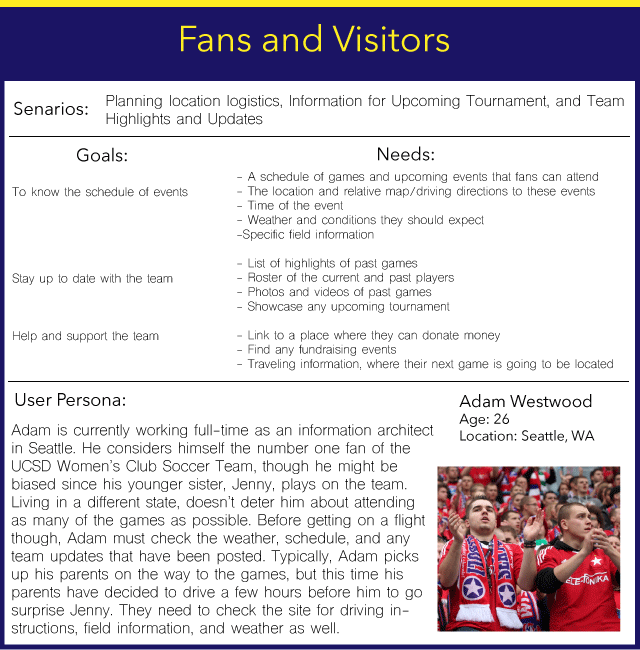 Fans and Visitors
Senarios:
Planning location logistics, Information for Upcoming Tournament, and Team
Highlights and Updates
Goals:
Needs:
To know the schedule of events
- A schedule of games and upcoming events that fans can attend
- The location and relative map/driving directions to these events
- Time of the event
- Weather and conditions they should expect
-Specific field information
Stay up to date with the team
- List of highlights of past games
- Roster of the current and past players
- Photos and videos of past games
- Showcase any upcoming tournament
Help and support the team
- Link to a place where they can donate money
- Find any fundraising events
- Traveling information, where their next game is going to be located
User Persona:
Adam is currently working full-time as an information architect
in Seattle. He considers himself the number one fan of the
UCSD Women's Club Soccer Team, though he might be
biased since his younger sister, Jenny, plays on the team.
Living in a different state, doesn't deter him about attending
as many of the games as possible. Before getting on a flight
though, Adam must check the weather, schedule, and any
team updates that have been posted. Typically, Adam picks
up his parents on the way to the games, but this time his
parents have decided to drive a few hours before him to go
surprise Jenny. They need to check the site for driving in-
structions, field information, and weather as well.
Adam Westwood
Age: 26
Location: Seattle, WA